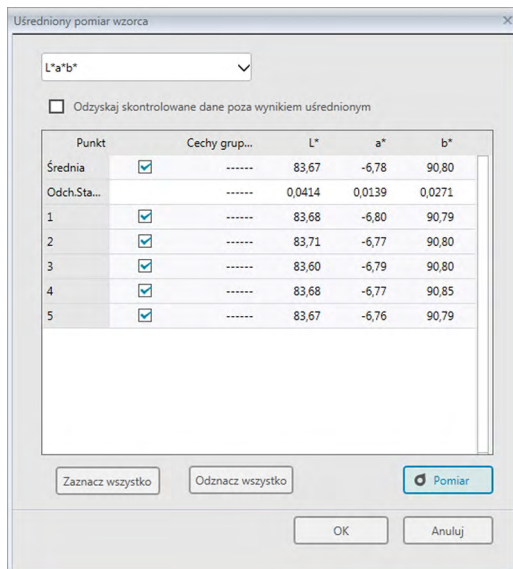 Uśredniony pomiar wzorca
L*a*b*
Odzyskaj skontrolowane dane poza wynikiem uśrednionym
Punkt Cechy grup... L* a* b*
Średnia ------ 83,67 -6,78 90,80
Odch.Sta... ------ 0,0414 0,0139 0,0271
1 ------ 83,68 -6,80 90,79
2 ------ 83,71 -6,77 90,80
3 ------ 83,60 -6,79 90,80
4 ------ 83,68 -6,77 90,85
5 ------ 83,67 -6,76 90,79
Zaznacz wszystko Odznacz wszystko Pomiar
OK Anuluj